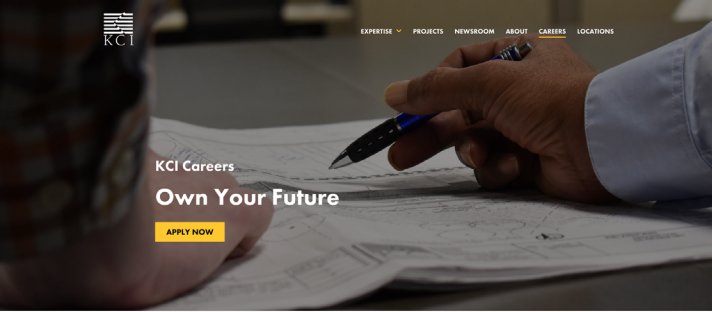 KCI
EXPERTISE
PROJECTS
NEWSROOM
ABOUT
CAREERS
LOCATIONS
KCI Careers
Own Your Future
APPLY NOW